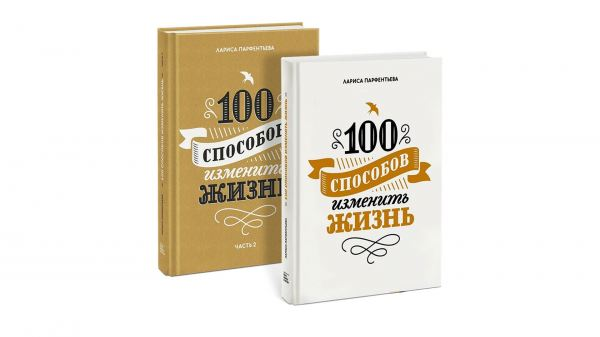 ЛАРИСА ПАРФЕНТЬЕВА
100
СПОСОБОВ
изменить
ЖИЗНЬ
ЧАСТЬ 2
ЛАРИСА ПАРФЕНТЬЕВА
100
СПОСОБОВ
изменить
ЖИЗНЬ